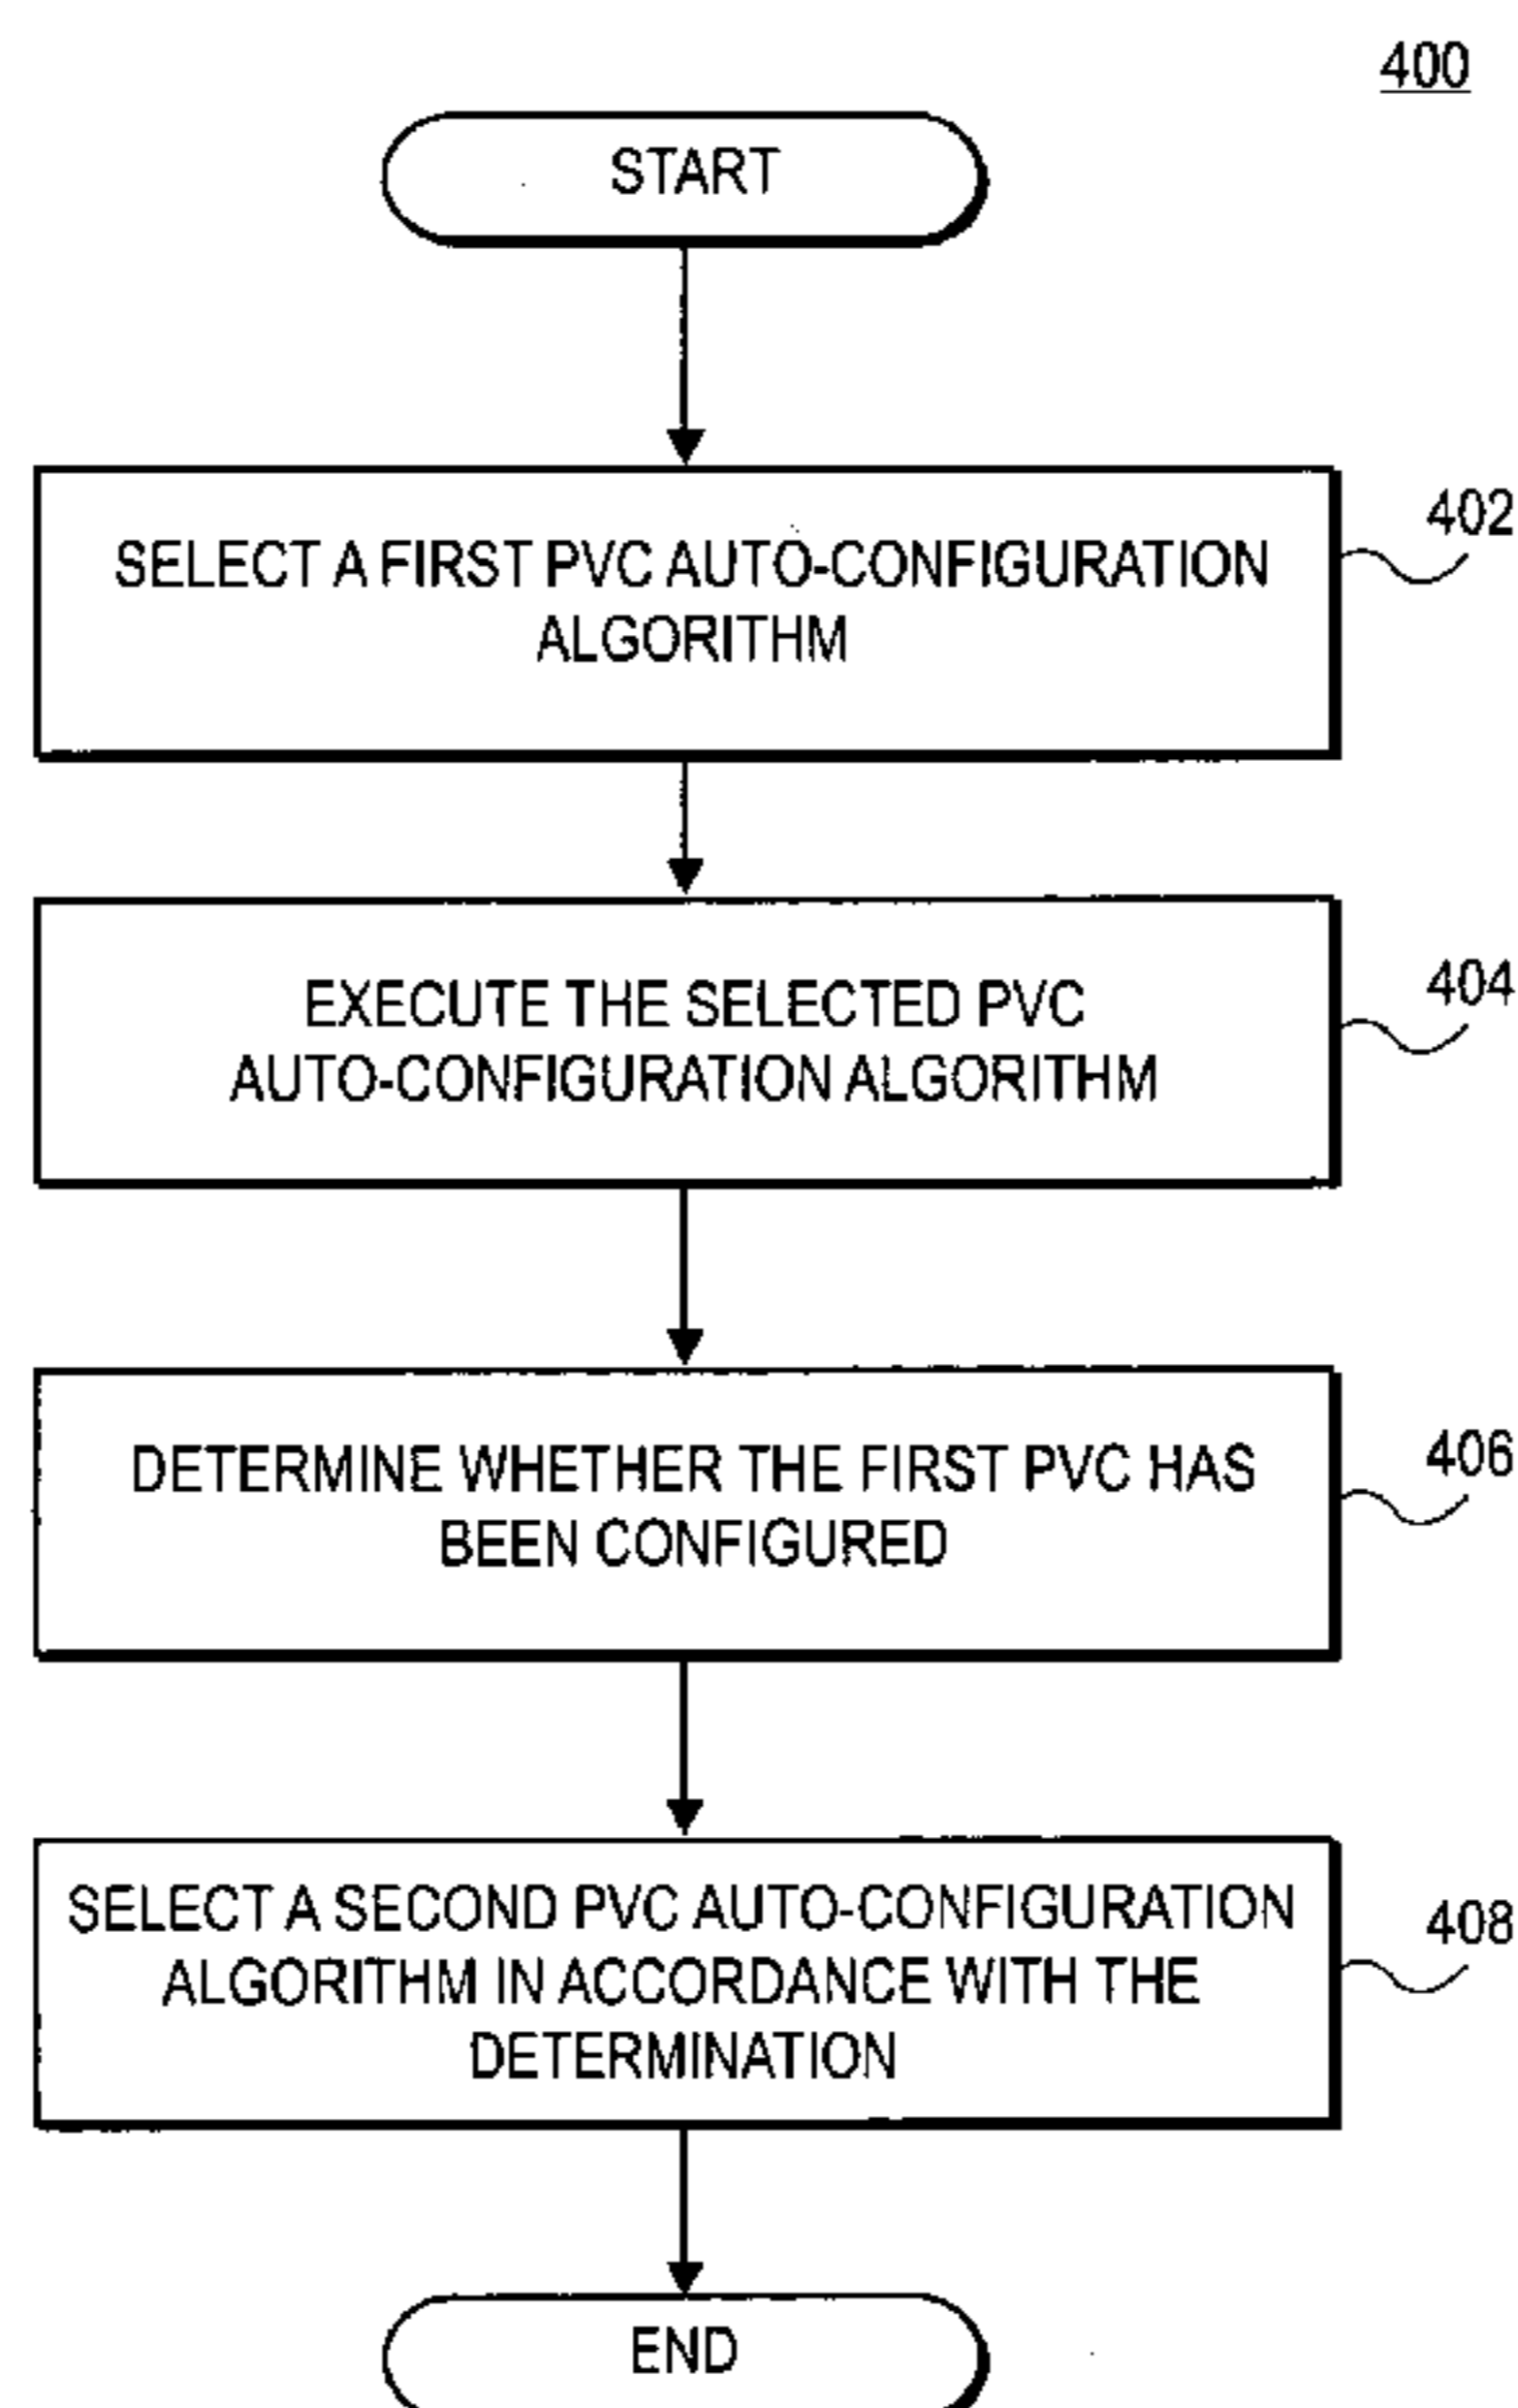 400
START
SELECT A FIRST PVC AUTO-CONFIGURATION
ALGORITHM
402
EXECUTE THE SELECTED PVC
AUTO-CONFIGURATION ALGORITHM
404
DETERMINE WHETHER THE FIRST PVC HAS
BEEN CONFIGURED
406
SELECT A SECOND PVC AUTO-CONFIGURATION
ALGORITHM IN ACCORDANCE WITH THE
DETERMINATION
408
END